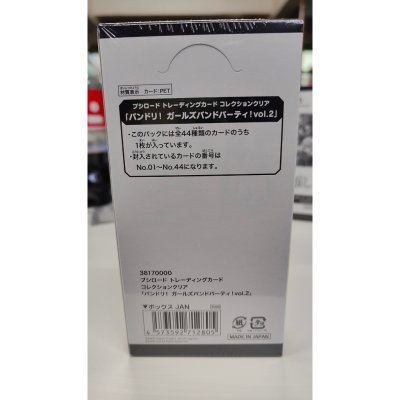 材質表示 カード:PET
ブシロード トレーディングカード コレクションクリア
「バンドリ! ガールズバンドパーティ!vol.2」
・このパックには全44種類のカードのうち
1枚が入っています。
・封入されているカードの番号は
No.01~No.44になります。
38170000
ブシロード トレーディングカード
コレクションクリア
「バンドリ! ガールズバンドパーティ!vol.2」
▼ボックス JAN
4 573592 712805
MADE IN JAPAN